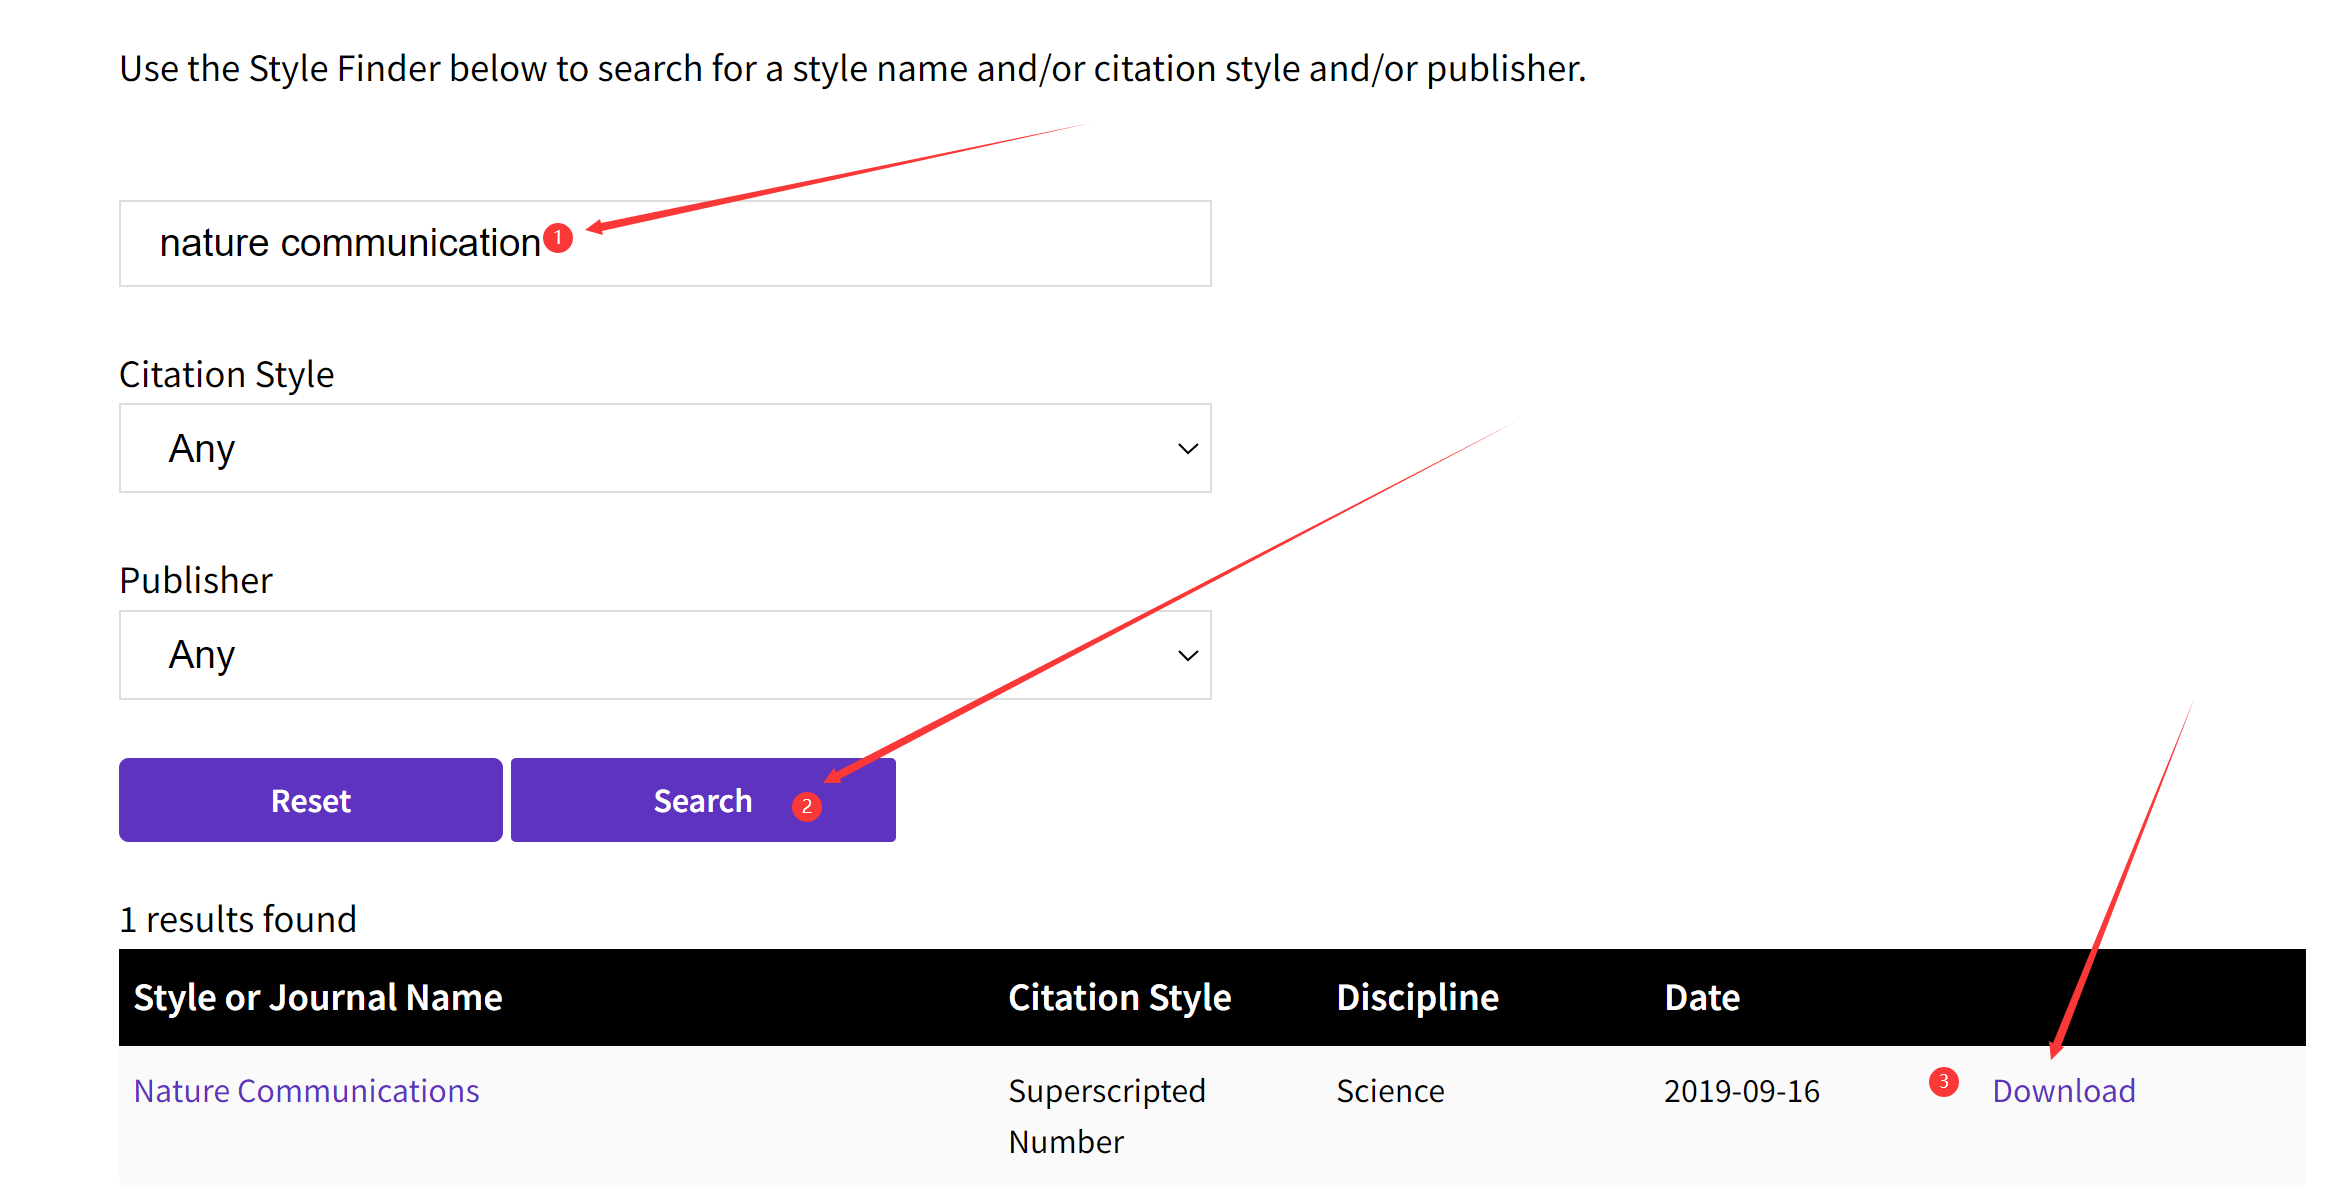 Use the Style Finder below to search for a style name and/or citation style and/or publisher.
nature communication 1
Citation Style
Any
Publisher
Any
Reset Search 2
1 results found
Style or Journal Name Citation Style Discipline Date
Nature Communications Superscripted Science 2019-09-16 3 Download
Number